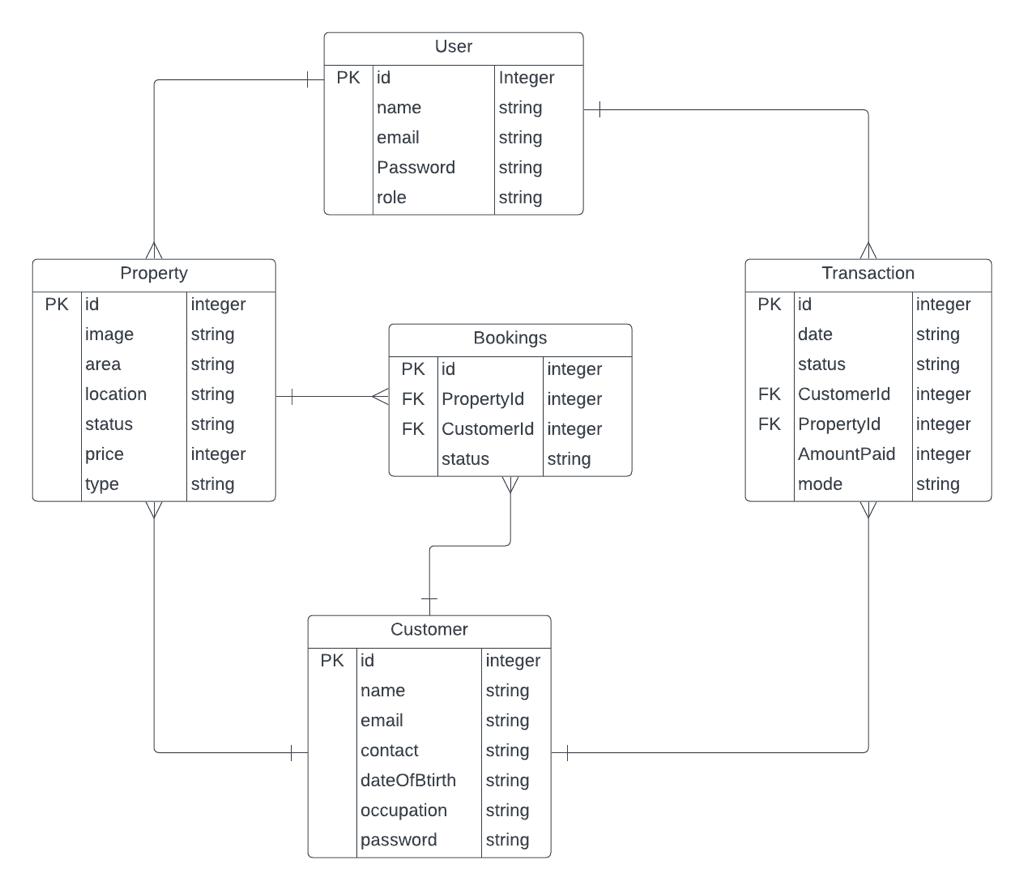 User
PK id Integer
name string
email string
Password string
role string
Property
PK id integer
image string
area string
location string
status string
price integer
type string
Bookings
PK id integer
FK PropertyId integer
FK CustomerId integer
status string
Transaction
PK id integer
date string
status string
FK CustomerId integer
FK PropertyId integer
AmountPaid integer
mode string
Customer
PK id integer
name string
email string
contact string
dateOfBtirth string
occupation string
password string